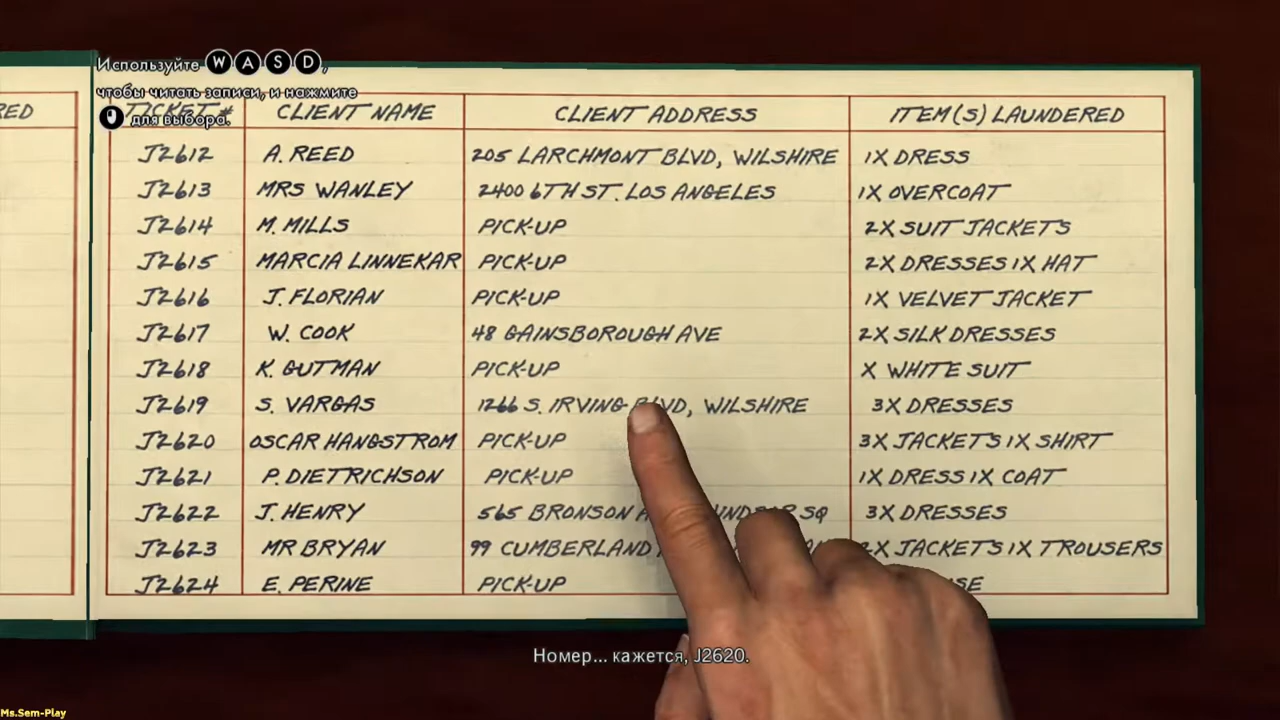 Используйте W A S D,
чтобы читать записи, и нажмите
для выбора.
RED
TICKET # CLIENT NAME CLIENT ADDRESS ITEM(S) LAUNDERED
J2612 A. REED 205 LARCHMONT BLVD, WILSHIRE 1X DRESS
J2613 MRS WANLEY 2400 6TH ST. LOS ANGELES 1X OVERCOAT
J2614 M. MILLS PICK-UP 2X SUIT JACKETS
J2615 MARCIA LINNEKAR PICK-UP 2X DRESSES 1X HAT
J2616 J. FLORIAN PICK-UP 1X VELVET JACKET
J2617 W. COOK 48 GAINSBOROUGH AVE 2X SILK DRESSES
J2618 K. GUTMAN PICK-UP X WHITE SUIT
J2619 S. VARGAS 1266 S. IRVING BLVD, WILSHIRE 3X DRESSES
J2620 OSCAR HANGSTROM PICK-UP 3X JACKETS 1X SHIRT
J2621 P. DIETRICHSON PICK-UP 1X DRESS 1X COAT
J2622 J. HENRY 565 BRONSON SQ 3X DRESSES
J2623 MR BRYAN 99 CUMBERLAND 2X JACKETS 1X TROUSERS
J2624 E. PERINE PICK-UP
Номер... кажется, J2620.
Ms.Sem-Play